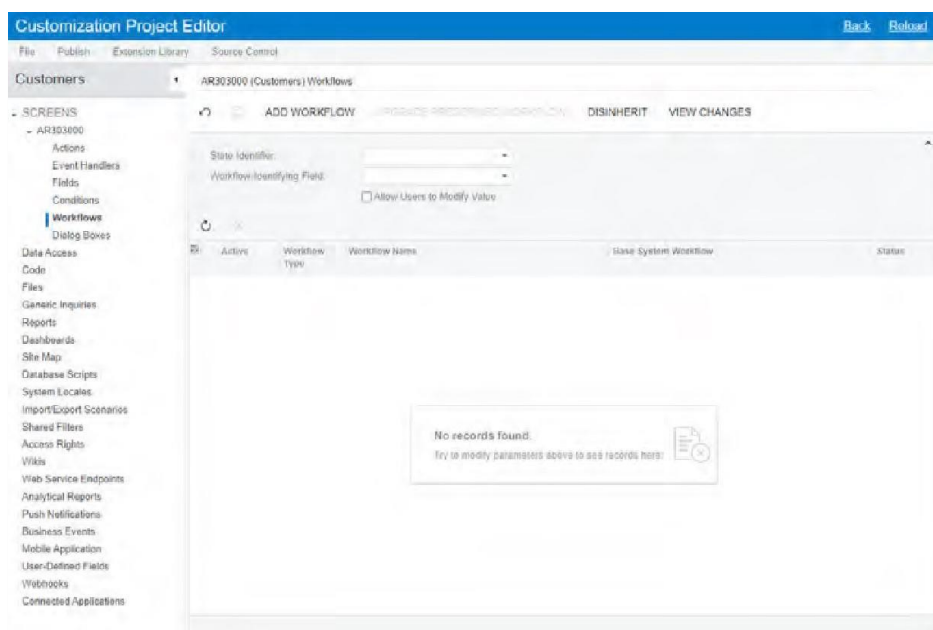 Customization Project Editor
Back Reload
File Publish Extension Library Source Control
Customers
AR303000 (Customers) Workflows
SCREENS
AR303000
Actions
Event Handlers
Fields
Conditions
Workflows
Dialog Boxes
Data Access
Code
Files
Generic Inquiries
Reports
Dashboards
Site Map
Database Scripts
System Locales
Import/Export Scenarios
Shared Filters
Access Rights
Wikis
Web Service Endpoints
Analytical Reports
Push Notifications
Business Events
Mobile Application
User-Defined Fields
Webhooks
Connected Applications
ADD WORKFLOW UPGRADE PREDEFINED WORKFLOW DISINHERIT VIEW CHANGES
State Identifier:
Workflow-Identifying Field:
Allow Users to Modify Value
Active Workflow Type Workflow Name Base System Workflow Status
No records found.
Try to modify parameters above to see records here.